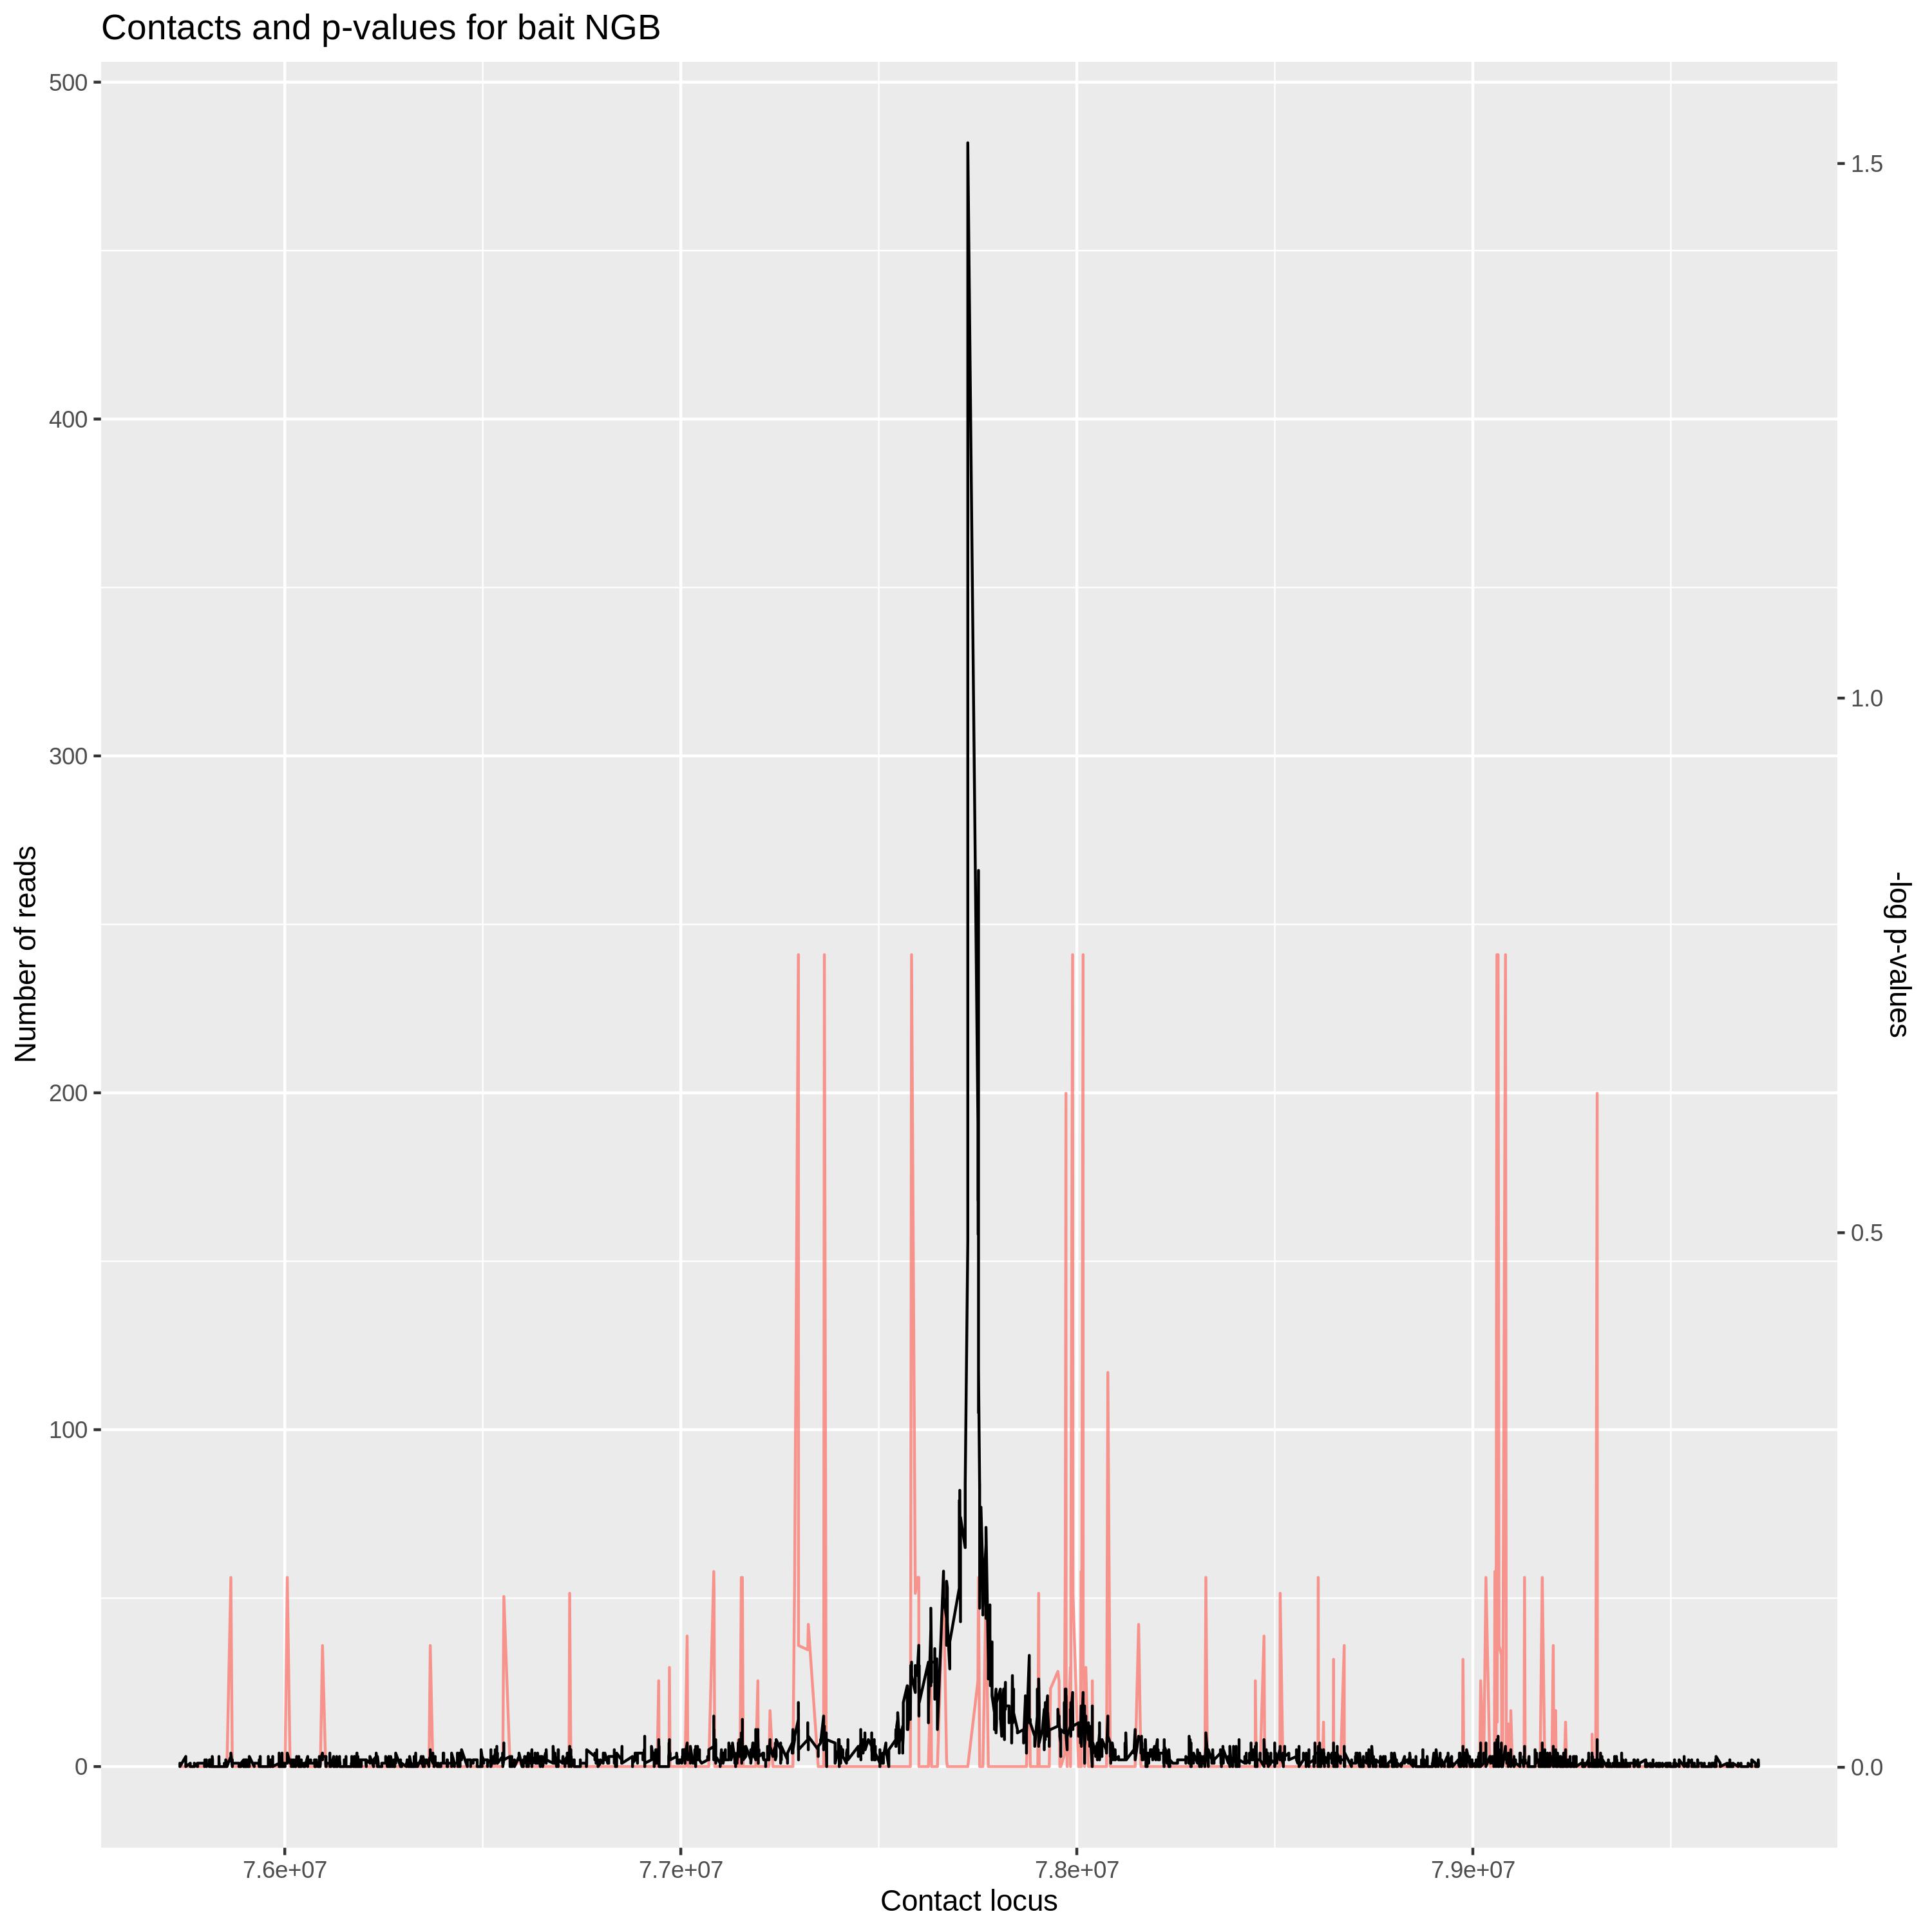 Contacts and p-values for bait NGB
500
400
300
200
100
0
Number of reads
1.5
1.0
0.5
0.0
-log p-values
7.6e+07 7.7e+07 7.8e+07 7.9e+07
Contact locus